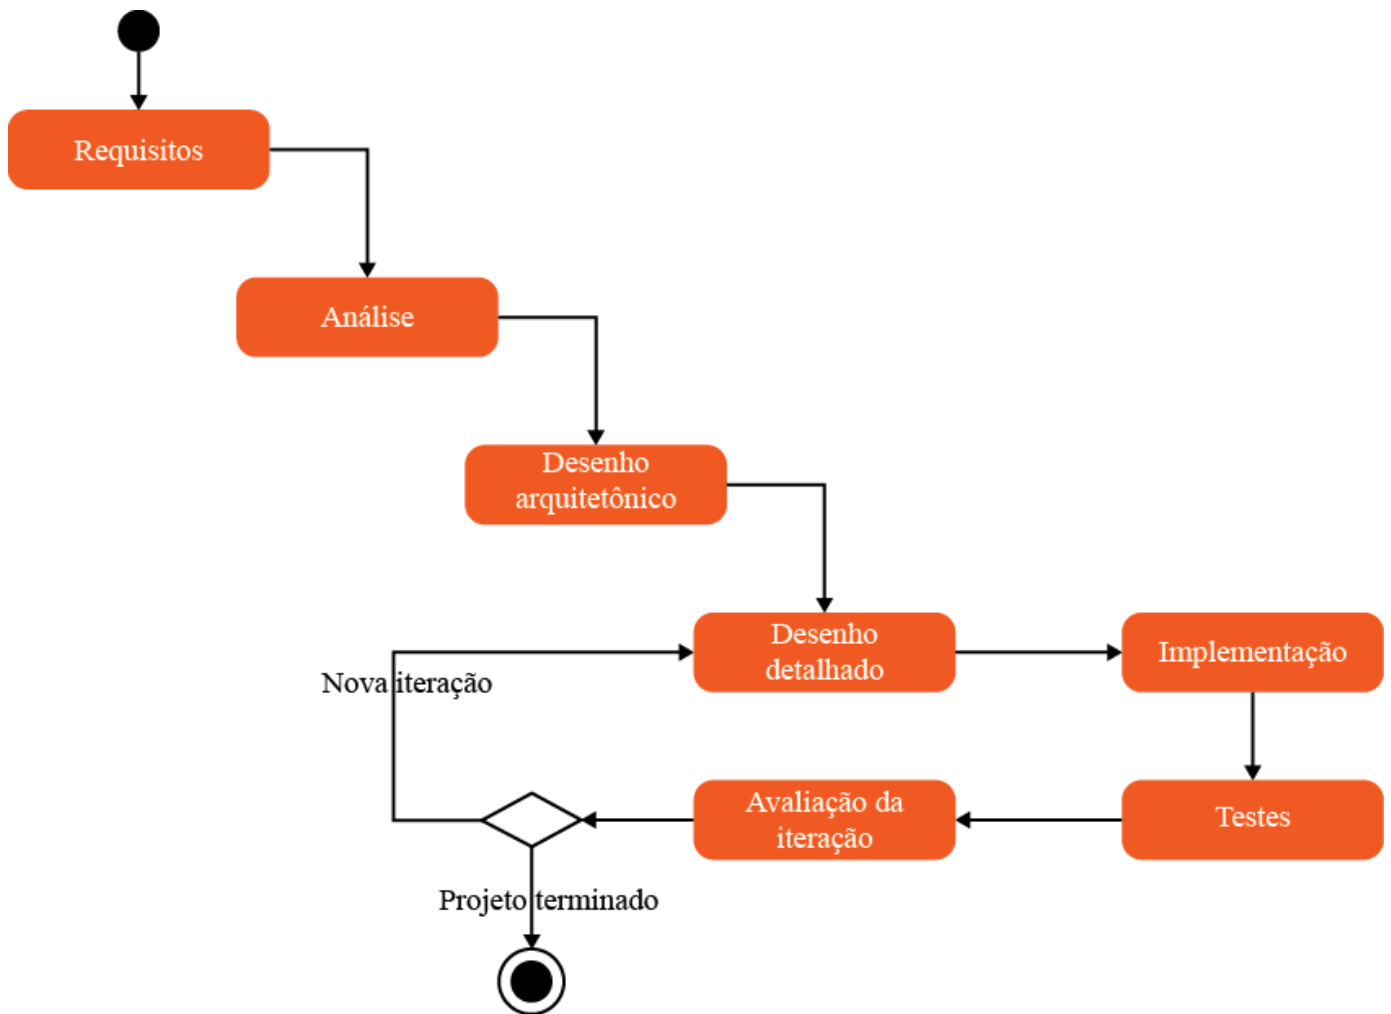 Requisitos
Análise
Desenho
arquitetônico
Desenho
detalhado
Implementação
Nova iteração
Avaliação da
iteração
Testes
Projeto terminado